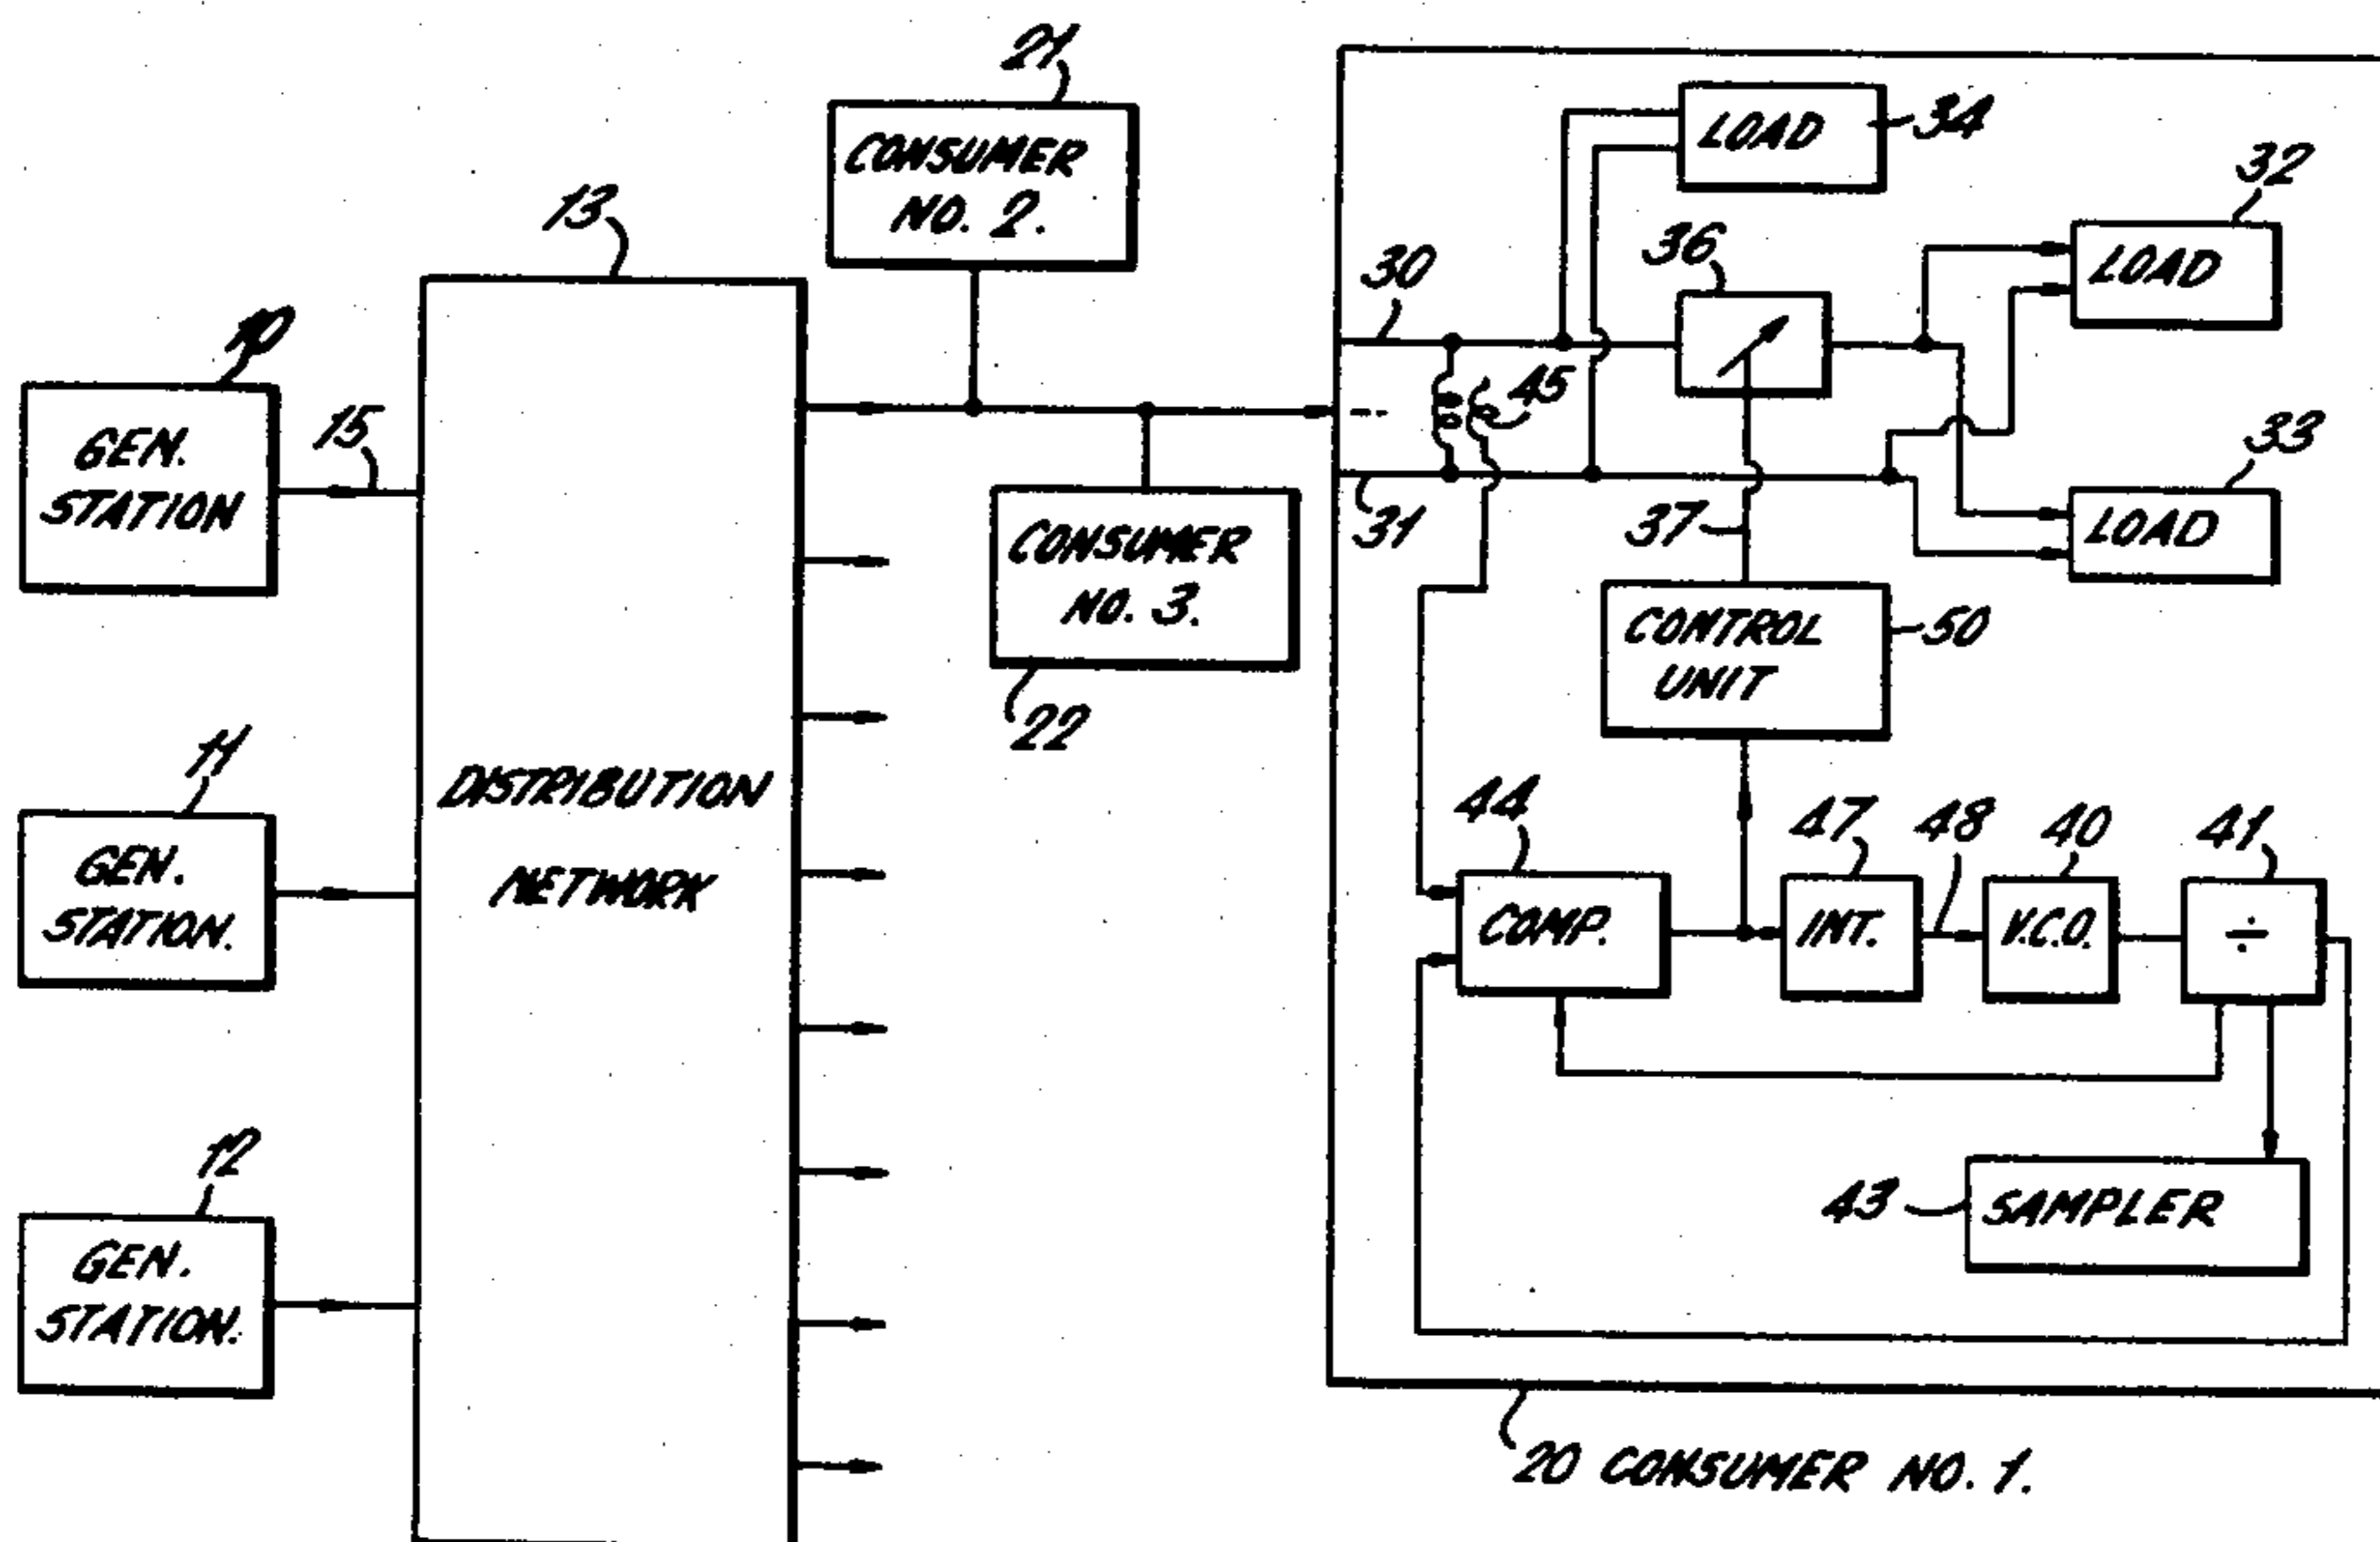 21
CONSUMER
NO. 2.
13
10
GEN.
STATION
15
11
GEN.
STATION.
12
GEN.
STATION.
DISTRIBUTION
NETWORK
CONSUMER
NO. 3.
22
LOAD
34
32
LOAD
30
36
45
31
37
33
LOAD
CONTROL
UNIT
50
44
COMP.
47
INT.
48
40
V.C.O.
41
÷
43
SAMPLER
20 CONSUMER NO. 1.